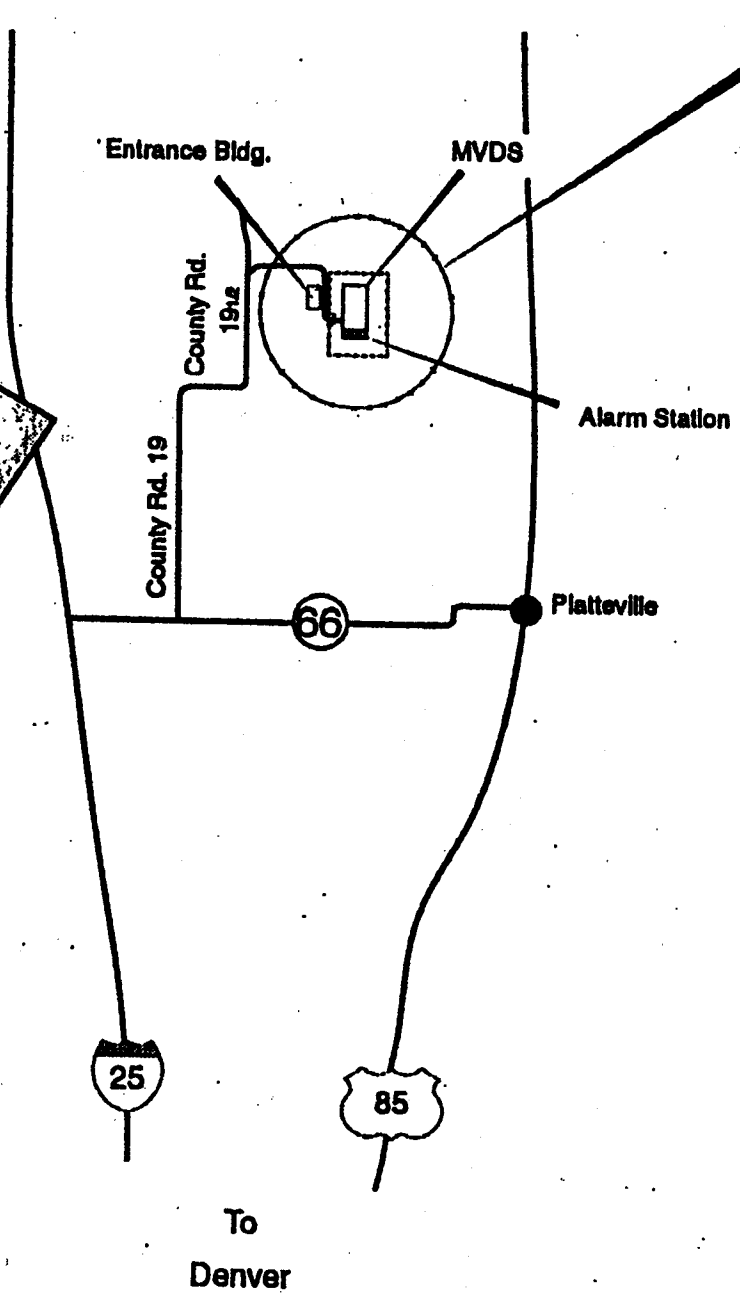 Entrance Bldg.
MVDS
County Rd.
19 1/2
Alarm Station
County Rd. 19
66
Platteville
25
85
To
Denver